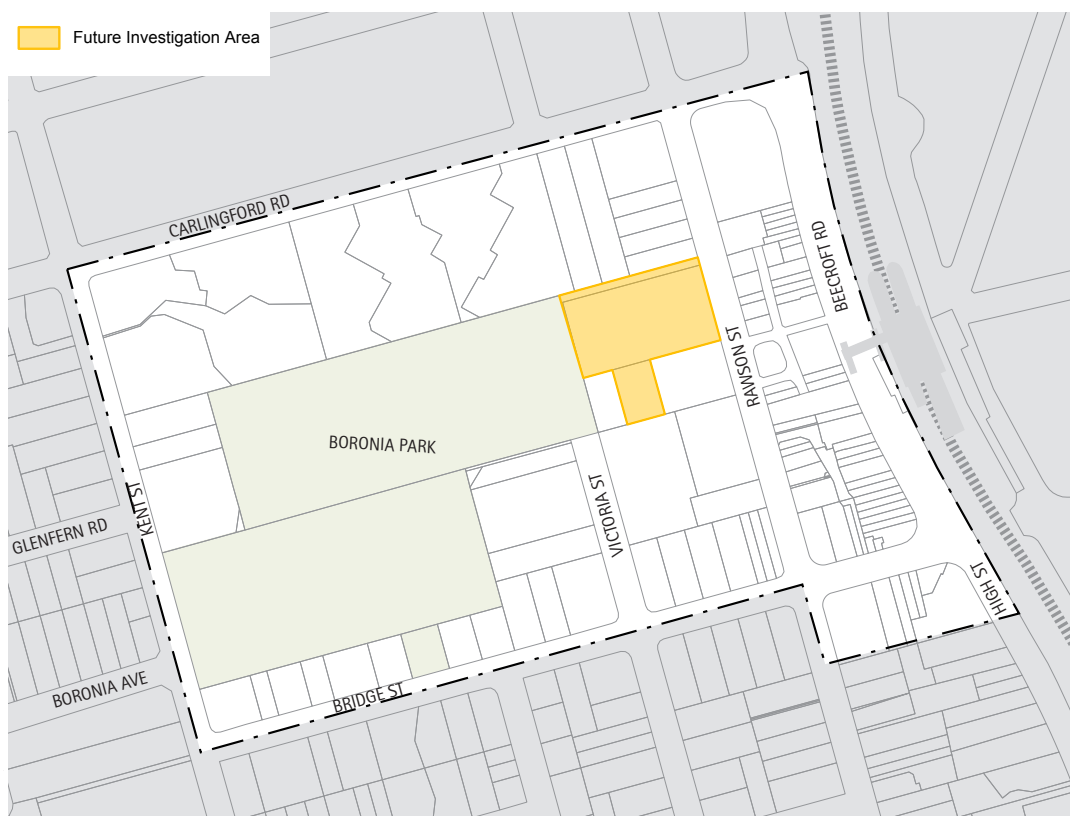 Future Investigation Area
CARLINGFORD RD
BEECROFT RD
RAWSON ST
BORONIA PARK
KENT ST
VICTORIA ST
GLENFERN RD
HIGH ST
BORONIA AVE
BRIDGE ST